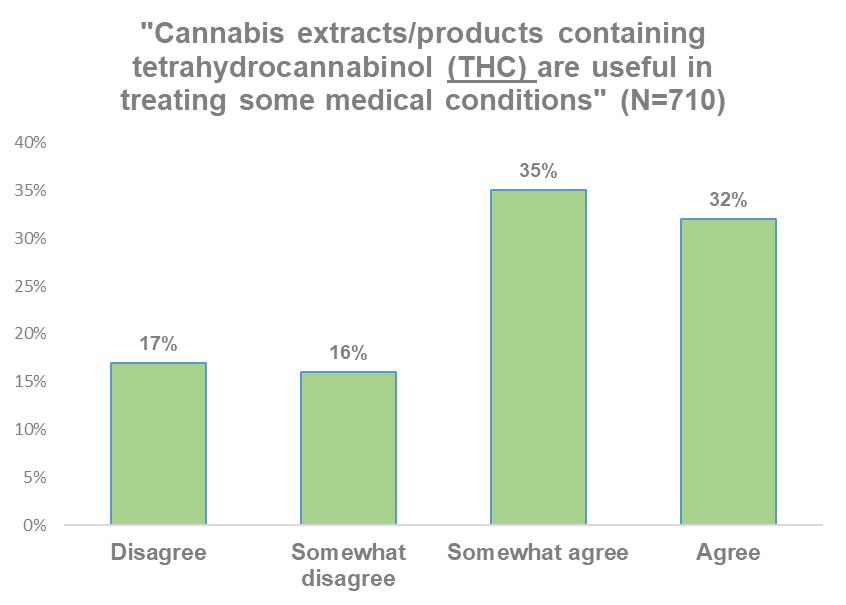 "Cannabis extracts/products containing
tetrahydrocannabinol (THC) are useful in
treating some medical conditions" (N=710)
40%
35%
30%
25%
20%
15%
10%
5%
0%
17%
16%
35%
32%
Disagree
Somewhat
disagree
Somewhat agree
Agree